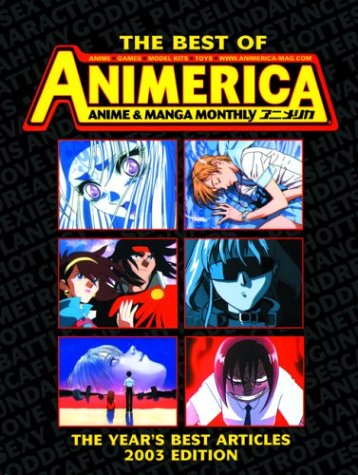 THE BEST OF
ANIME • GAMES • MODEL KITS • TOYS • WWW.ANIMERICA-MAG.COM
ANIMERICA
ANIME & MANGA MONTHLY アニメリカ
THE YEAR'S BEST ARTICLES
2003 EDITION